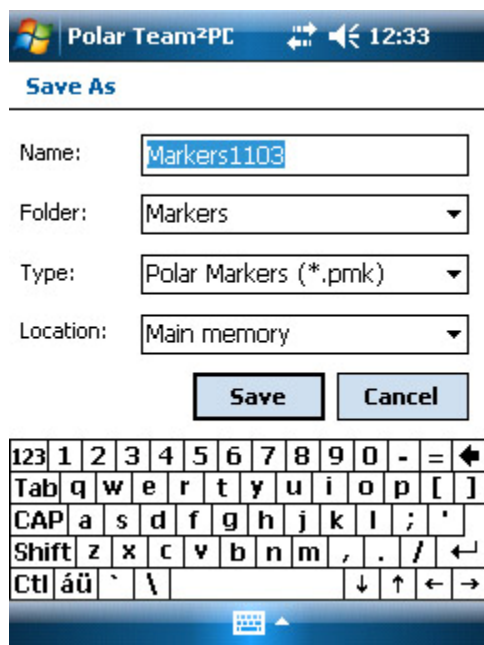 Polar Team²PC 12:33
Save As
Name: Markers1103
Folder: Markers
Type: Polar Markers (*.pmk)
Location: Main memory
Save Cancel
123 1 2 3 4 5 6 7 8 9 0 - =
Tab q w e r t y u i o p [ ]
CAP a s d f g h j k l ; '
Shift z x c v b n m , . /
Ctl áü ` \ ↓ ↑ ← →